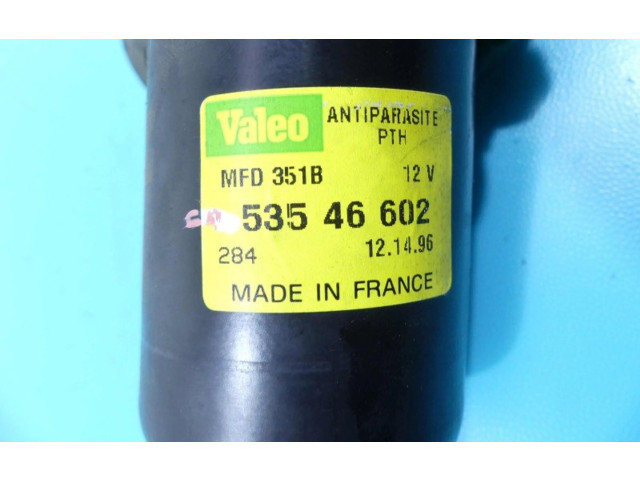 Valeo ANTIPARASITE
PTH
MFD 351B 12 V
535 46 602
284 12.14.96
MADE IN FRANCE